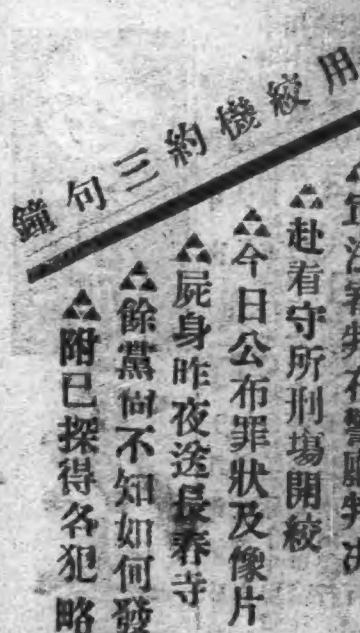 用絞機約三句鐘
赴看守所刑場開絞
今日公布罪狀及像片
屍身昨夜送長春寺
餘黨尙不知如何發
附已探得各犯略